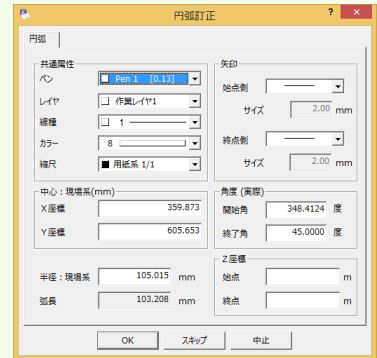 円弧訂正
? ×
円弧
共通属性
ペン Pen 1 [0.13]
レイヤ 作業レイヤ1
線種 1
カラー 8
縮尺 用紙系 1/1
矢印
始点側
サイズ 2.00 mm
終点側
サイズ 2.00 mm
中心：現場系(mm)
X座標 359.873
Y座標 605.653
角度 (実際)
開始角 348.4124 度
終了角 45.0000 度
半径：現場系 105.015 mm
弧長 103.208 mm
Z座標
始点 m
終点 m
OK スキップ 中止